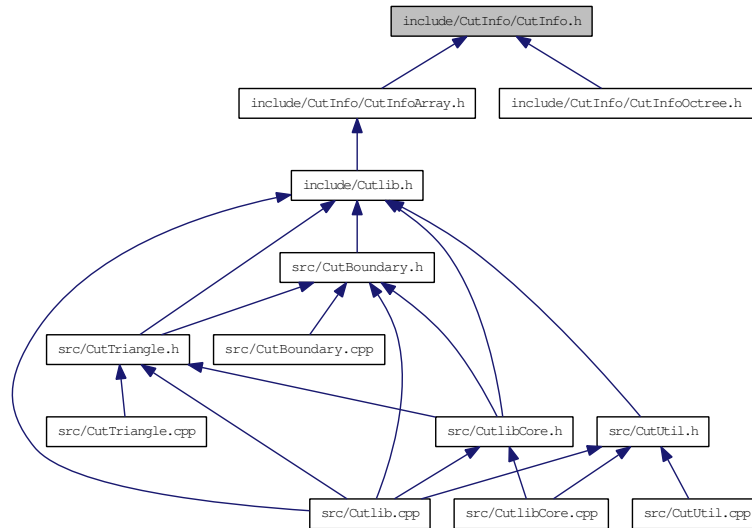 include/CutInfo/CutInfo.h
include/CutInfo/CutInfoArray.h
include/CutInfo/CutInfoOctree.h
include/Cutlib.h
src/CutBoundary.h
src/CutTriangle.h
src/CutBoundary.cpp
src/CutTriangle.cpp
src/CutlibCore.h
src/CutUtil.h
src/Cutlib.cpp
src/CutlibCore.cpp
src/CutUtil.cpp